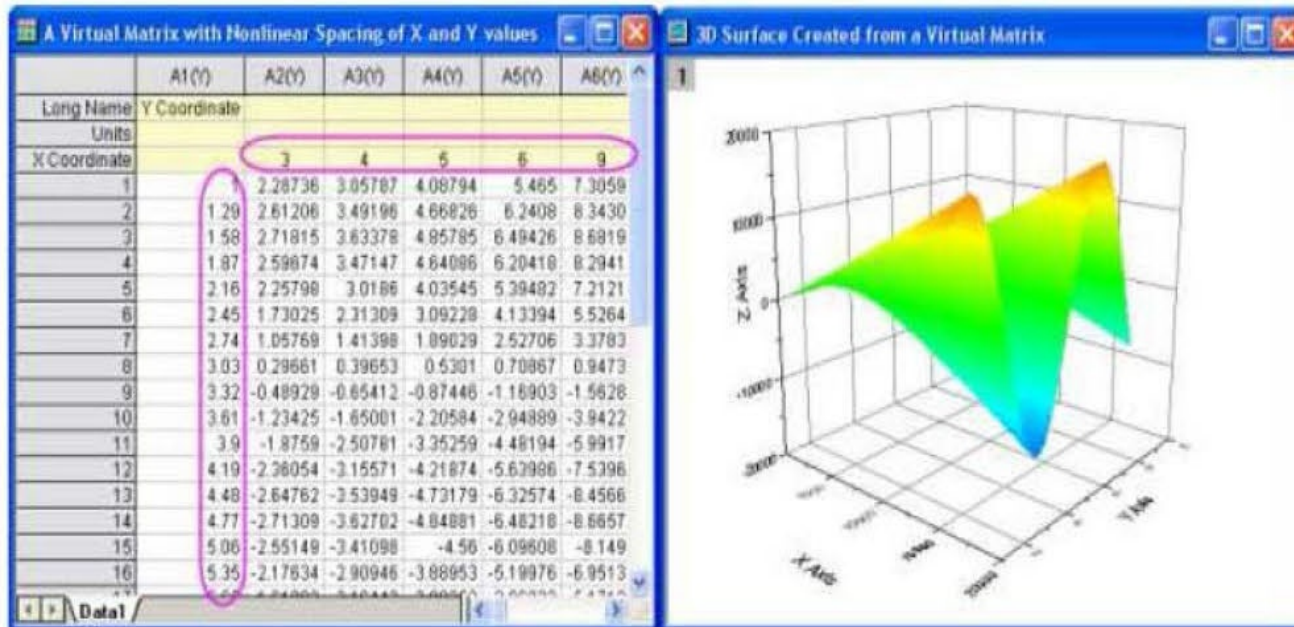 A Virtual Matrix with Nonlinear Spacing of X and Y values
A1(Y) A2(Y) A3(Y) A4(Y) A5(Y) A6(Y)
Long Name Y Coordinate
Units
X Coordinate 3 4 5 6 9
1 1 2.28736 3.05787 4.08794 5.465 7.3059
2 1.29 2.61206 3.49196 4.66826 6.2408 8.3430
3 1.58 2.71815 3.63378 4.85785 6.49426 8.6819
4 1.87 2.59674 3.47147 4.64086 6.20418 8.2941
5 2.16 2.25798 3.0186 4.03545 5.39482 7.2121
6 2.45 1.73025 2.31309 3.09228 4.13394 5.5264
7 2.74 1.05769 1.41398 1.89029 2.52706 3.3783
8 3.03 0.29661 0.39653 0.5301 0.70867 0.9473
9 3.32 -0.48929 -0.65412 -0.87446 -1.16903 -1.5628
10 3.61 -1.23425 -1.65001 -2.20584 -2.94889 -3.9422
11 3.9 -1.8759 -2.50781 -3.35259 -4.48194 -5.9917
12 4.19 -2.36054 -3.15571 -4.21874 -5.63986 -7.5396
13 4.48 -2.64762 -3.53949 -4.73179 -6.32574 -8.4566
14 4.77 -2.71309 -3.62702 -4.84881 -6.48218 -8.6657
15 5.06 -2.55149 -3.41098 -4.56 -6.09608 -8.149
16 5.35 -2.17634 -2.90946 -3.88953 -5.19976 -6.9513
Data1
3D Surface Created from a Virtual Matrix
1
20000
10000
0
-10000
-20000
Z Axis
X Axis
Y Axis